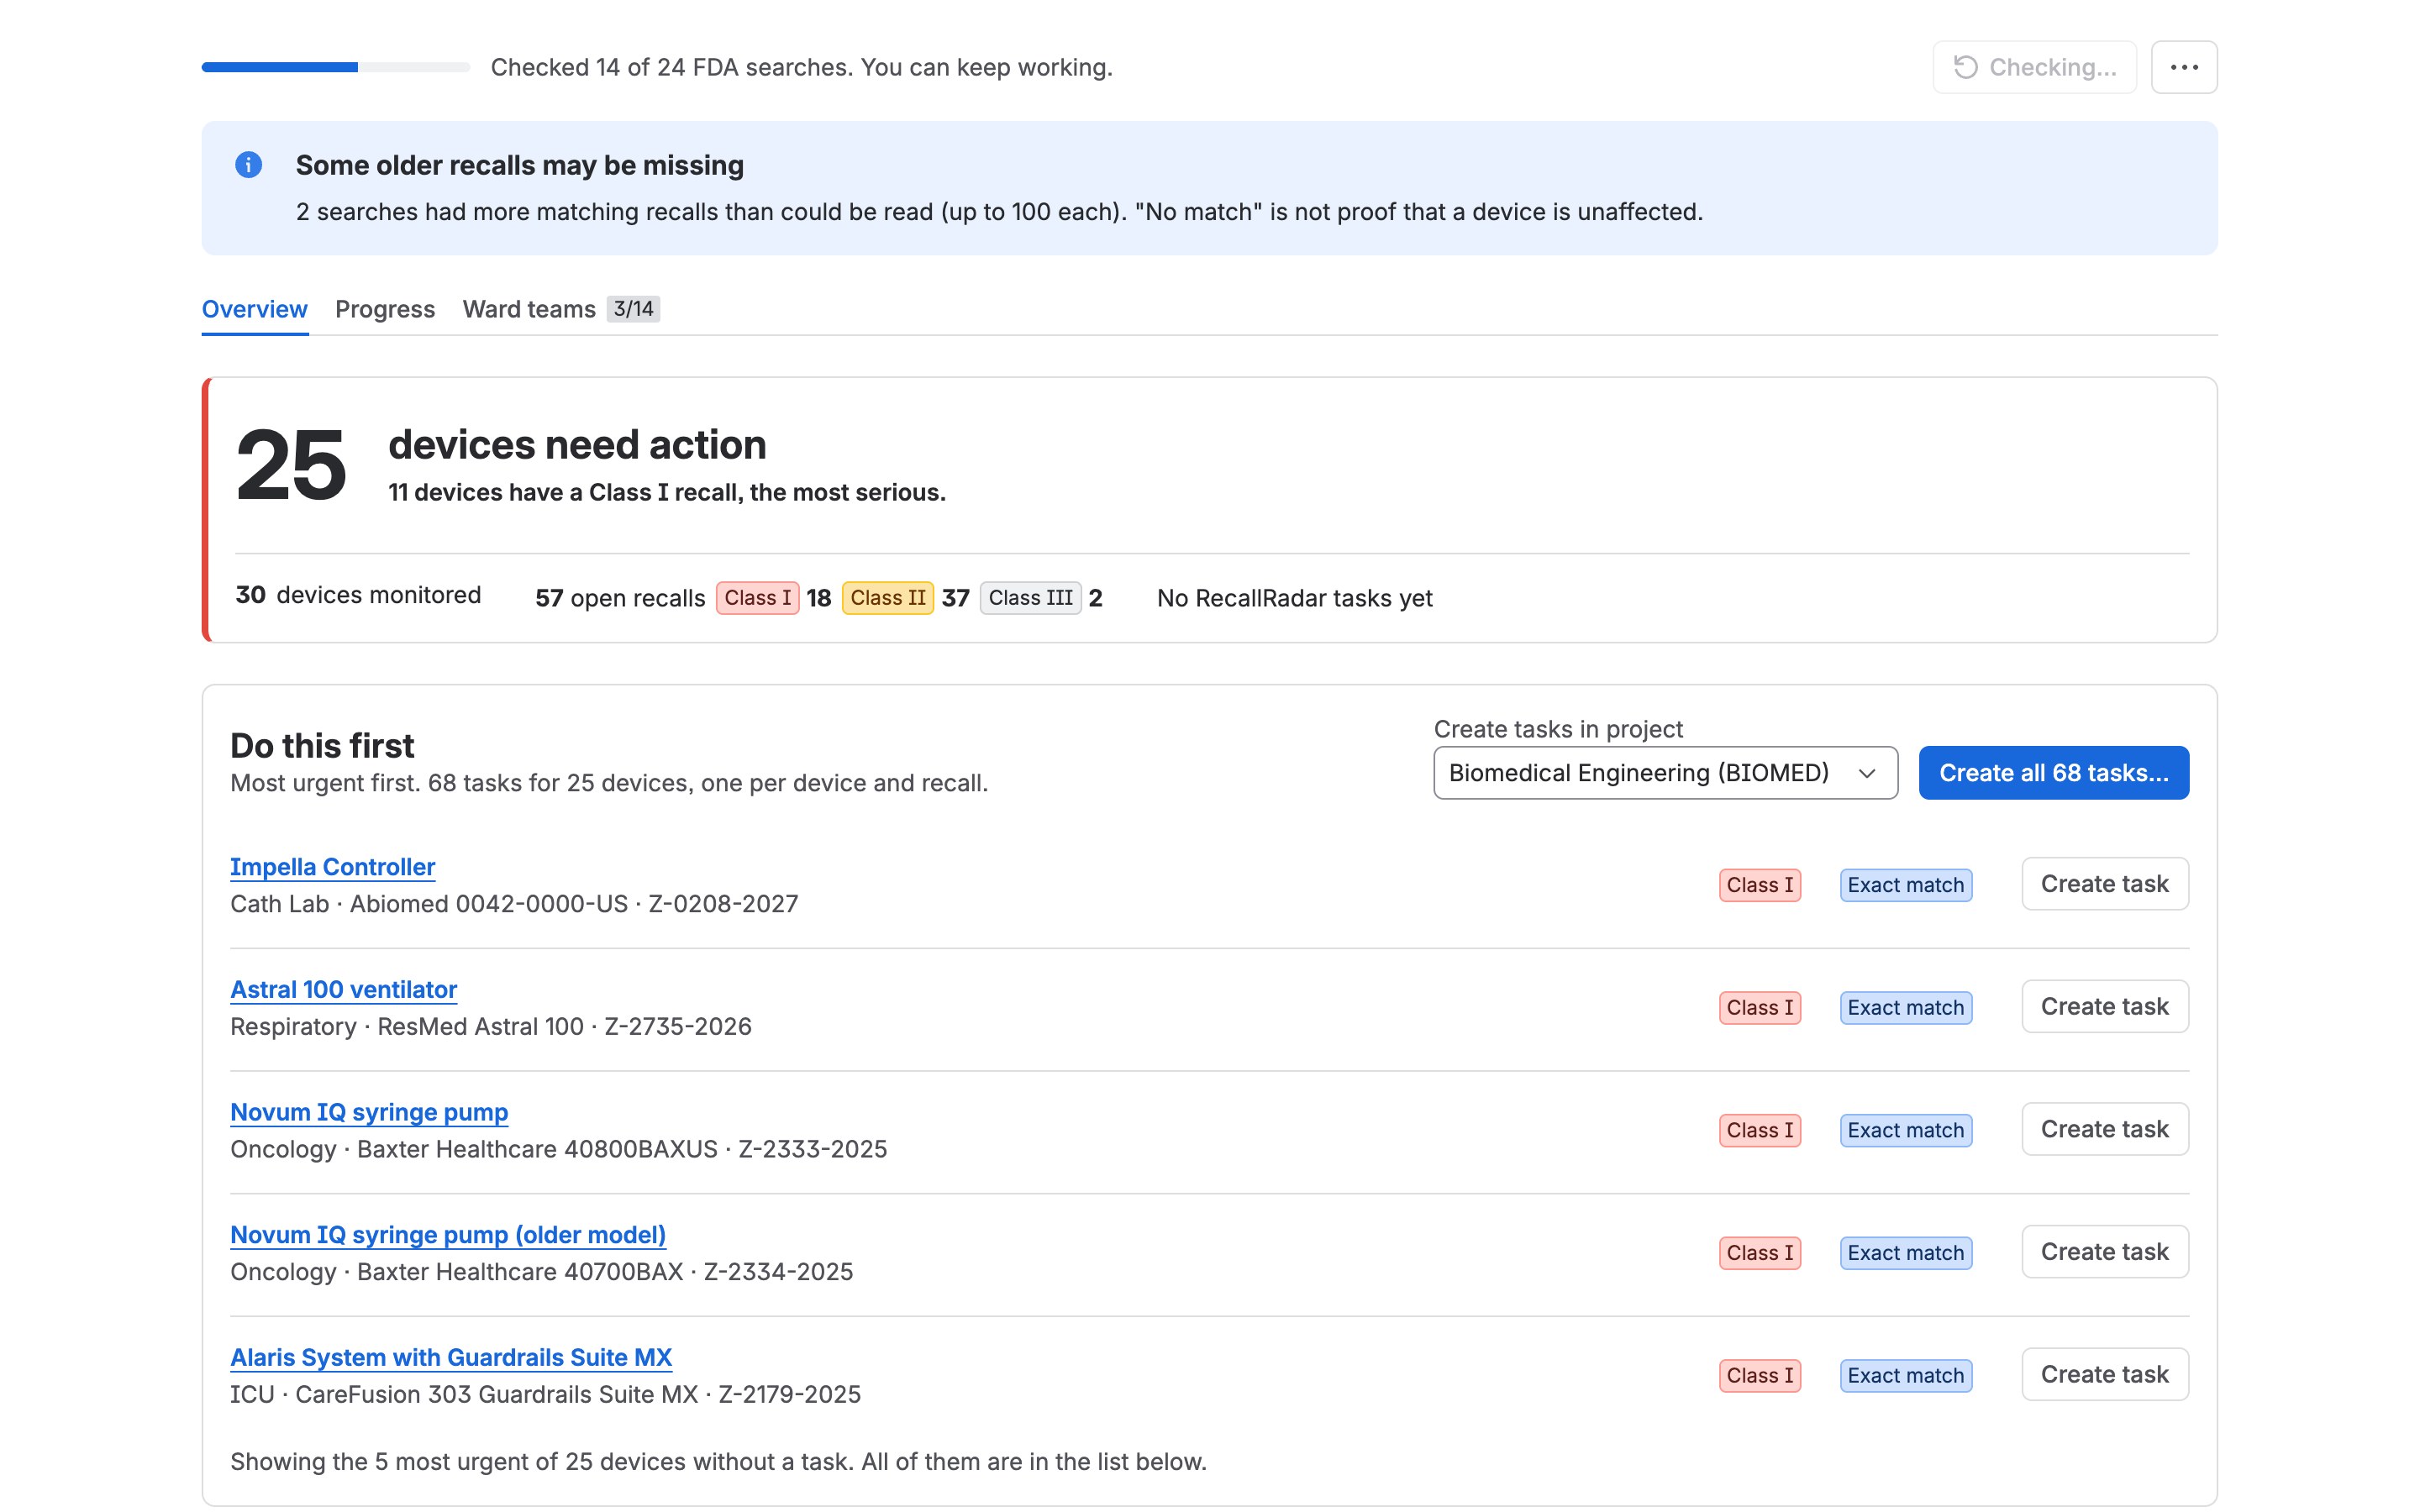 Checked 14 of 24 FDA searches. You can keep working.
Checking...
Some older recalls may be missing
2 searches had more matching recalls than could be read (up to 100 each). "No match" is not proof that a device is unaffected.
Overview Progress Ward teams 3/14
25 devices need action
11 devices have a Class I recall, the most serious.
30 devices monitored 57 open recalls Class I 18 Class II 37 Class III 2 No RecallRadar tasks yet
Do this first
Most urgent first. 68 tasks for 25 devices, one per device and recall.
Create tasks in project
Biomedical Engineering (BIOMED)
Create all 68 tasks...
Impella Controller
Cath Lab · Abiomed 0042-0000-US · Z-0208-2027
Class I Exact match Create task
Astral 100 ventilator
Respiratory · ResMed Astral 100 · Z-2735-2026
Class I Exact match Create task
Novum IQ syringe pump
Oncology · Baxter Healthcare 40800BAXUS · Z-2333-2025
Class I Exact match Create task
Novum IQ syringe pump (older model)
Oncology · Baxter Healthcare 40700BAX · Z-2334-2025
Class I Exact match Create task
Alaris System with Guardrails Suite MX
ICU · CareFusion 303 Guardrails Suite MX · Z-2179-2025
Class I Exact match Create task
Showing the 5 most urgent of 25 devices without a task. All of them are in the list below.